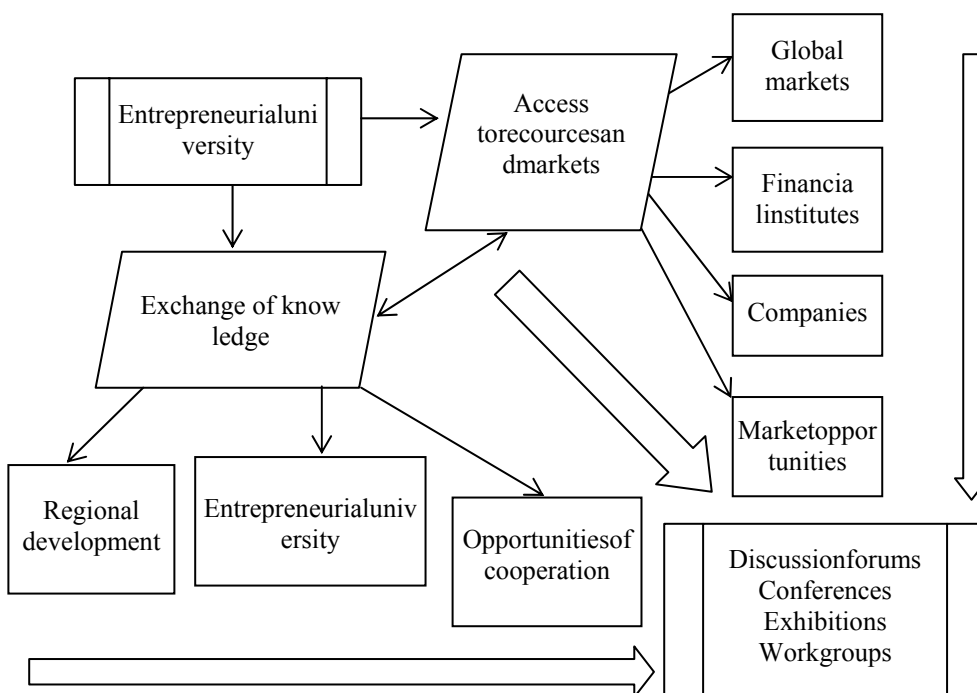 Entrepreneurialuni
versity
Access
torecourcesan
dmarkets
Global
markets
Financia
linstitutes
Companies
Marketoppor
tunities
Exchange of know
ledge
Regional
development
Entrepreneurialuniv
ersity
Opportunitiesof
cooperation
Discussionforums
Conferences
Exhibitions
Workgroups